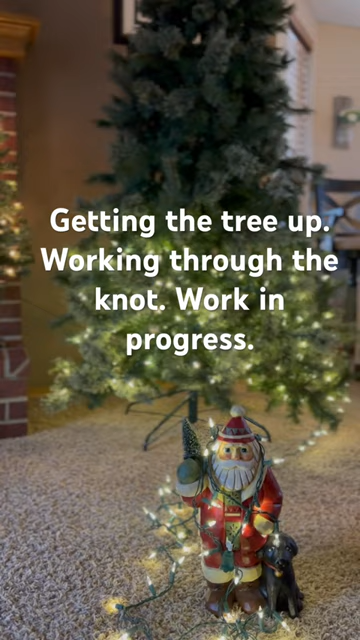 Getting the tree up.
Working through the
knot. Work in
progress.